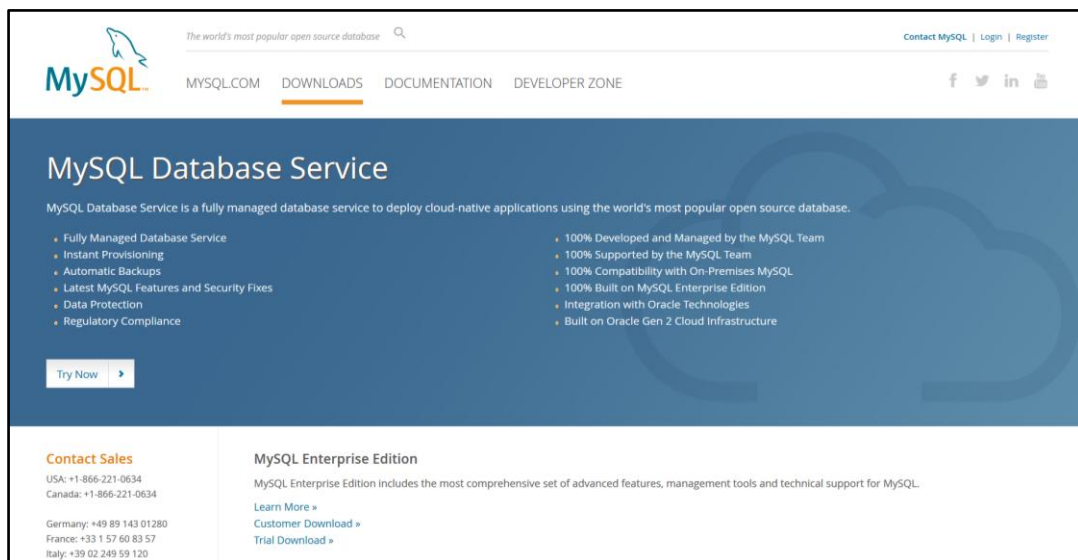 The world's most popular open source database
Contact MySQL | Login | Register
MySQL™
MYSQL.COM DOWNLOADS DOCUMENTATION DEVELOPER ZONE
f in You Tube
MySQL Database Service
MySQL Database Service is a fully managed database service to deploy cloud-native applications using the world's most popular open source database.
• Fully Managed Database Service
• Instant Provisioning
• Automatic Backups
• Latest MySQL Features and Security Fixes
• Data Protection
• Regulatory Compliance
• 100% Developed and Managed by the MySQL Team
• 100% Supported by the MySQL Team
• 100% Compatibility with On-Premises MySQL
• 100% Built on MySQL Enterprise Edition
• Integration with Oracle Technologies
• Built on Oracle Gen 2 Cloud Infrastructure
Try Now
Contact Sales
USA: +1-866-221-0634
Canada: +1-866-221-0634
Germany: +49 89 143 01280
France: +33 1 57 60 83 57
Italy: +39 02 249 59 120
MySQL Enterprise Edition
MySQL Enterprise Edition includes the most comprehensive set of advanced features, management tools and technical support for MySQL.
Learn More »
Customer Download »
Trial Download »